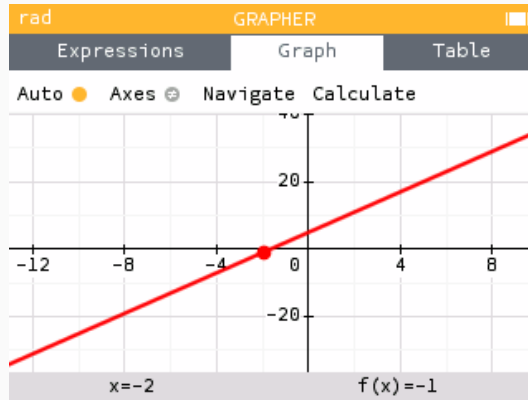 rad GRAPHER
Expressions Graph Table
Auto Axes Navigate Calculate
40
20
-12 -8 -4 0 4 8
-20
x=-2 f(x)=-1